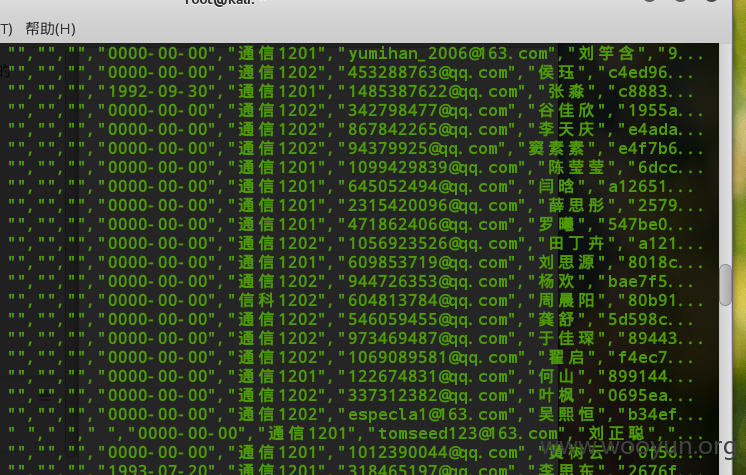 root@kali:
T) 帮助(H)
"","","","0000-00-00","通信1201","yumihan_2006@163.com","刘竽含","9...
"","","","0000-00-00","通信1202","453288763@qq.com","侯珏","c4ed96...
"","","","1992-09-30","通信1201","1485387622@qq.com","张淼","c8883...
"","","","0000-00-00","通信1202","342798477@qq.com","谷佳欣","1955a...
"","","","0000-00-00","通信1202","867842265@qq.com","李天庆","e4ada...
"","","","0000-00-00","通信1202","94379925@qq.com","窦素素","e4f7b6...
"","","","0000-00-00","通信1201","1099429839@qq.com","陈莹莹","6dcc...
"","","","0000-00-00","通信1201","645052494@qq.com","闫晗","a12651...
"","","","0000-00-00","通信1201","2315420096@qq.com","薛思彤","2579...
"","","","0000-00-00","通信1201","471862406@qq.com","罗曦","547be0...
"","","","0000-00-00","通信1202","1056923526@qq.com","田丁卉","a121...
"","","","0000-00-00","通信1201","609853719@qq.com","刘思源","8018c...
"","","","0000-00-00","通信1202","944726353@qq.com","杨欢","bae7f5...
"","","","0000-00-00","信科1202","604813784@qq.com","周晨阳","80b91...
"","","","0000-00-00","通信1202","546059455@qq.com","龚舒","5d598c...
"","","","0000-00-00","通信1202","973469487@qq.com","于佳琛","89443...
"","","","0000-00-00","通信1202","1069089581@qq.com","翟启","f4ec7...
"","","","0000-00-00","通信1201","122674831@qq.com","何山","899144...
"","","","0000-00-00","通信1202","337312382@qq.com","叶枫","0695ea...
"","","","0000-00-00","通信1202","especla1@163.com","吴熙恒","b34ef...
" "," "," ","0000-00-00","通信1201","tomseed123@163.com","刘正聪
"","","","0000-00-00","通信1201","1012390044@qq.com"
"","","","1993-07-20","通信1201","318465197@qq.com","李思东","2676f...
www.wooyun.org